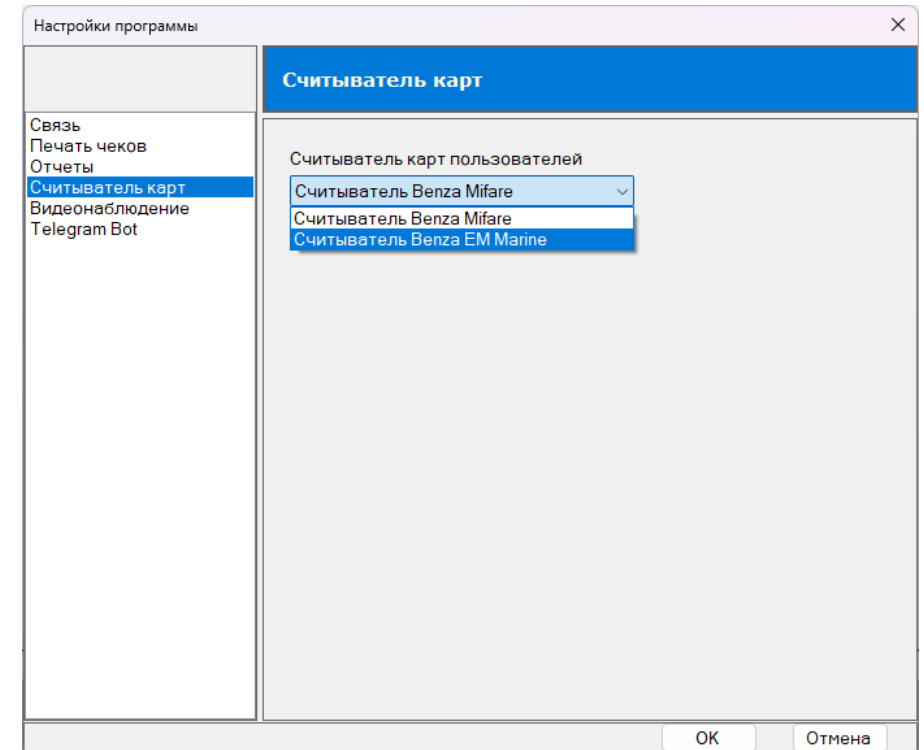 Настройки программы
Считыватель карт
Связь
Печать чеков
Отчеты
Считыватель карт
Видеонаблюдение
Telegram Bot
Считыватель карт пользователей
Считыватель Benza Mifare
Считыватель Benza Mifare
Считыватель Benza EM Marine
OK
Отмена